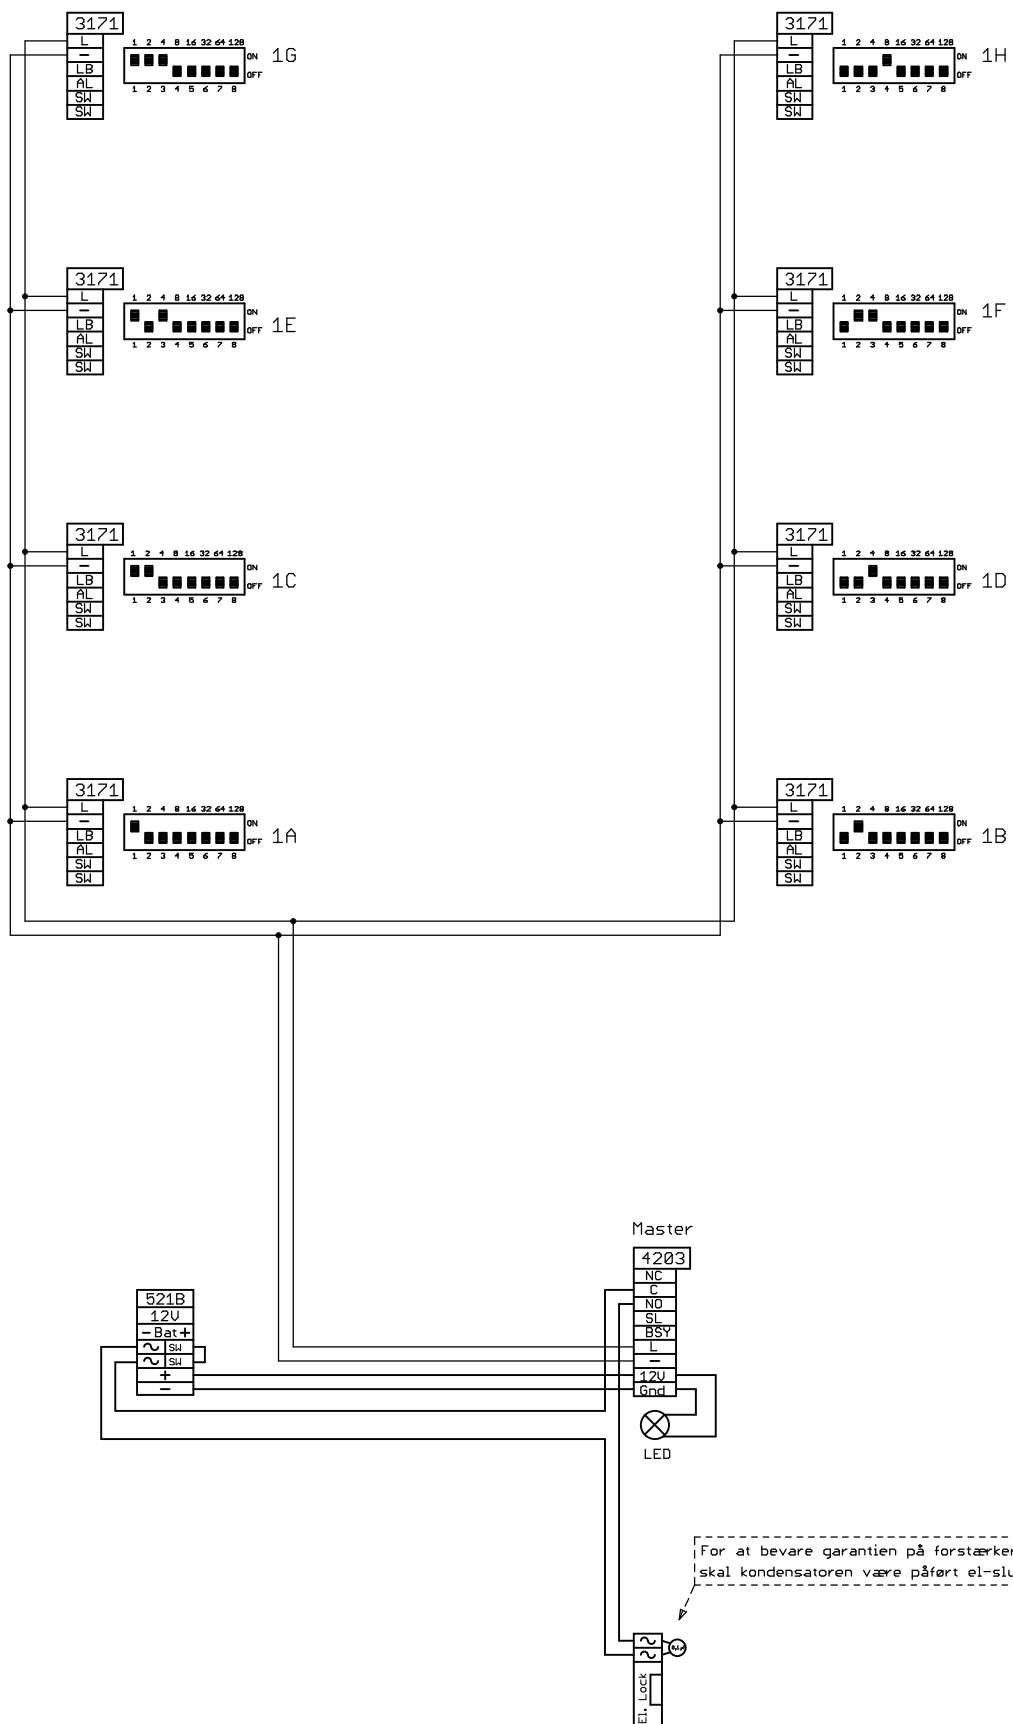 3171
L
—
LB
AL
SW
SW
1 2 4 8 16 32 64 128
ON
OFF
1 2 3 4 5 6 7 8
1G
3171
L
—
LB
AL
SW
SW
1 2 4 8 16 32 64 128
ON
OFF
1 2 3 4 5 6 7 8
1H
3171
L
—
LB
AL
SW
SW
1 2 4 8 16 32 64 128
ON
OFF
1 2 3 4 5 6 7 8
1E
3171
L
—
LB
AL
SW
SW
1 2 4 8 16 32 64 128
ON
OFF
1 2 3 4 5 6 7 8
1F
3171
L
—
LB
AL
SW
SW
1 2 4 8 16 32 64 128
ON
OFF
1 2 3 4 5 6 7 8
1C
3171
L
—
LB
AL
SW
SW
1 2 4 8 16 32 64 128
ON
OFF
1 2 3 4 5 6 7 8
1D
3171
L
—
LB
AL
SW
SW
1 2 4 8 16 32 64 128
ON
OFF
1 2 3 4 5 6 7 8
1A
3171
L
—
LB
AL
SW
SW
1 2 4 8 16 32 64 128
ON
OFF
1 2 3 4 5 6 7 8
1B
Master
4203
NC
C
NO
SL
BSY
L
—
12V
Gnd
LED
521B
12V
-Bat+
~ SW
~ SW
+
—
For at bevare garantien på forstærker
skal kondensatoren være påført
~
~
El. Lock